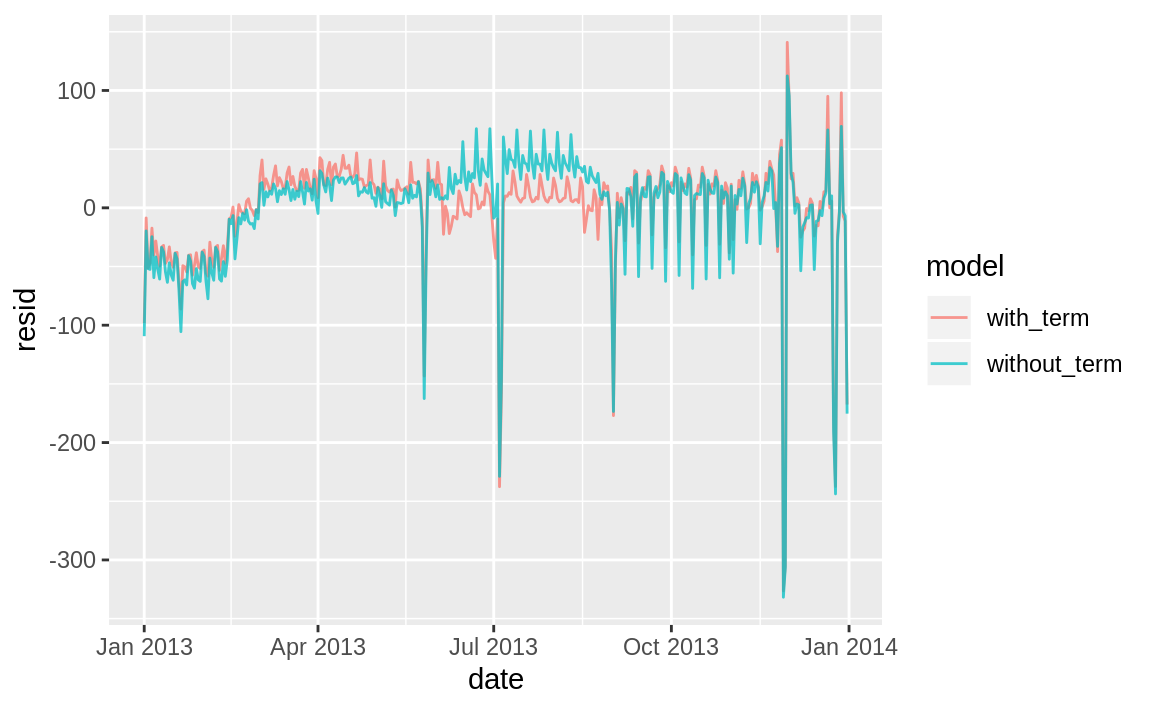 100
0
-100
-200
-300
resid
Jan 2013
Apr 2013
Jul 2013
Oct 2013
Jan 2014
date
model
with_term
without_term